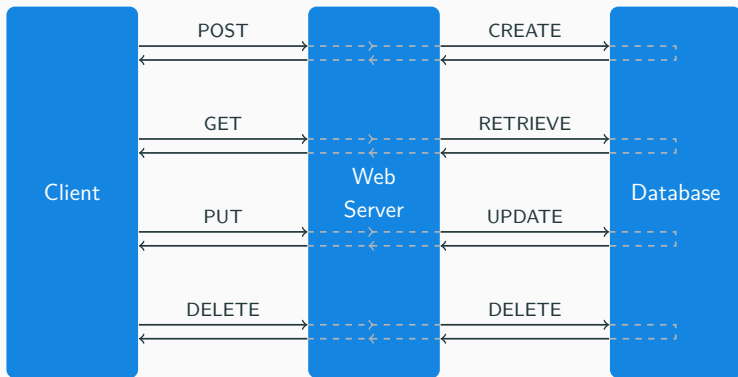 POST
CREATE
GET
RETRIEVE
Client
Web
Server
Database
PUT
UPDATE
DELETE
DELETE